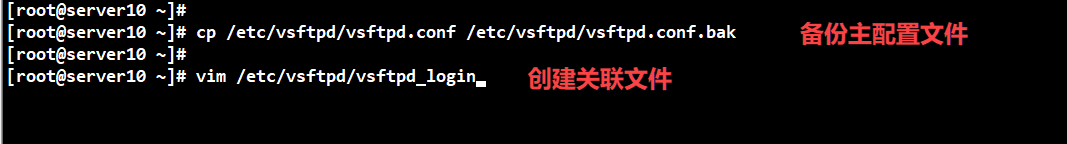 [root@server10 ~]#
[root@server10 ~]# cp /etc/vsftpd/vsftpd.conf /etc/vsftpd/vsftpd.conf.bak 备份主配置文件
[root@server10 ~]#
[root@server10 ~]# vim /etc/vsftpd/vsftpd_login 创建关联文件